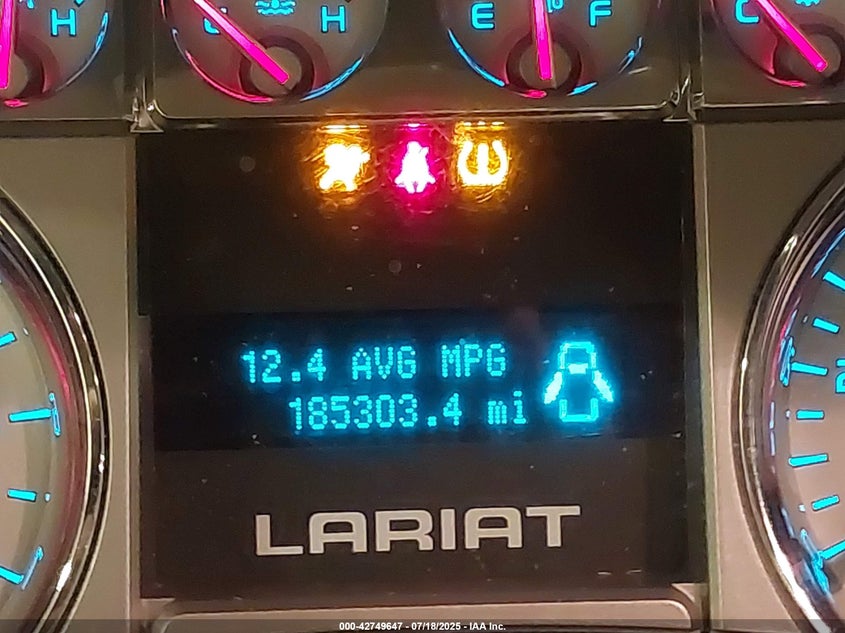 H H E F C
12.4 AVG MPG
185303.4 mi
LARIAT
000-42749647 - 07/18/2025 - IAA Inc.